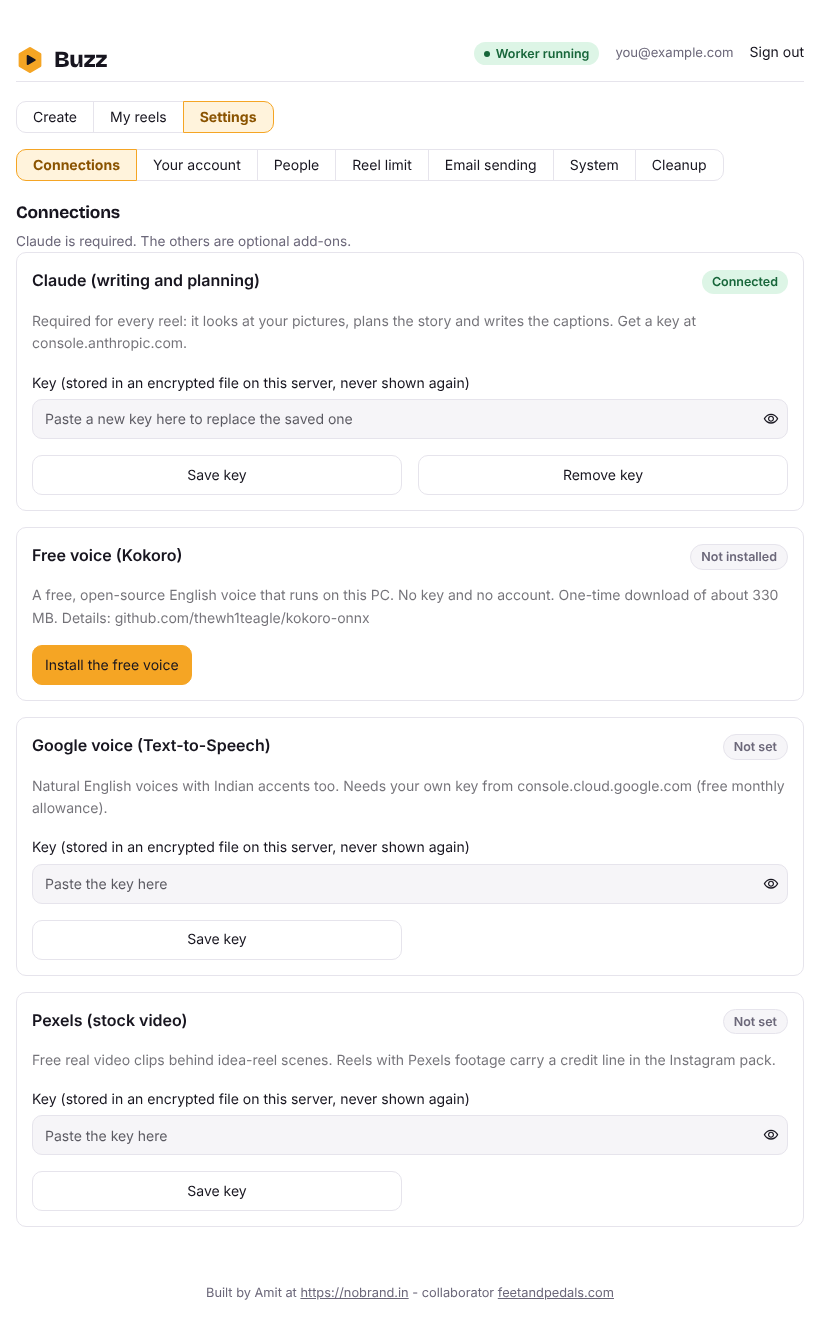 Buzz
Worker running
you@example.com
Sign out
Create
My reels
Settings
Connections
Your account
People
Reel limit
Email sending
System
Cleanup
Connections
Claude is required. The others are optional add-ons.
Claude (writing and planning)
Connected
Required for every reel: it looks at your pictures, plans the story and writes the captions. Get a key at
console.anthropic.com.
Key (stored in an encrypted file on this server, never shown again)
Paste a new key here to replace the saved one
Save key
Remove key
Free voice (Kokoro)
Not installed
A free, open-source English voice that runs on this PC. No key and no account. One-time download of about 330
MB. Details: github.com/thewh1teagle/kokoro-onnx
Install the free voice
Google voice (Text-to-Speech)
Not set
Natural English voices with Indian accents too. Needs your own key from console.cloud.google.com (free monthly
allowance).
Key (stored in an encrypted file on this server, never shown again)
Paste the key here
Save key
Pexels (stock video)
Not set
Free real video clips behind idea-reel scenes. Reels with Pexels footage carry a credit line in the Instagram pack.
Key (stored in an encrypted file on this server, never shown again)
Paste the key here
Save key
Built by Amit at https://nobrand.in - collaborator feetandpedals.com